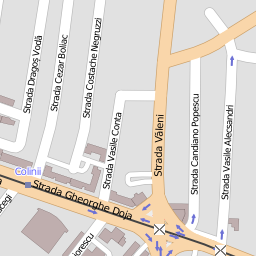 Strada Dragoș Vodă
Strada Cezar Boliac
Strada Costache Negruzzi
Strada Vasile Conta
Strada Văleni
Strada Candiano Popescu
Strada Vasile Alecsandri
Colinii
Strada Gheorghe Doja